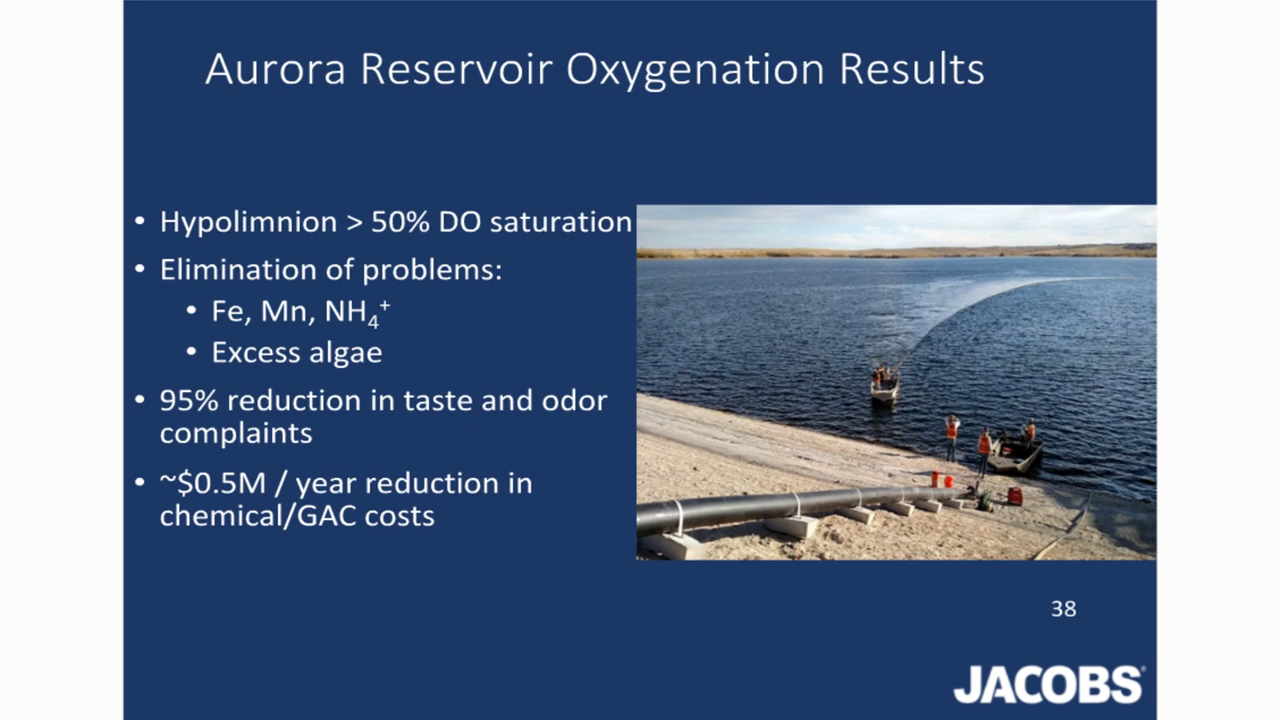 Aurora Reservoir Oxygenation Results
• Hypolimnion > 50% DO saturation
• Elimination of problems:
• Fe, Mn, NH₄⁺
• Excess algae
• 95% reduction in taste and odor
complaints
• ~$0.5M / year reduction in
chemical/GAC costs
38
JACOBS